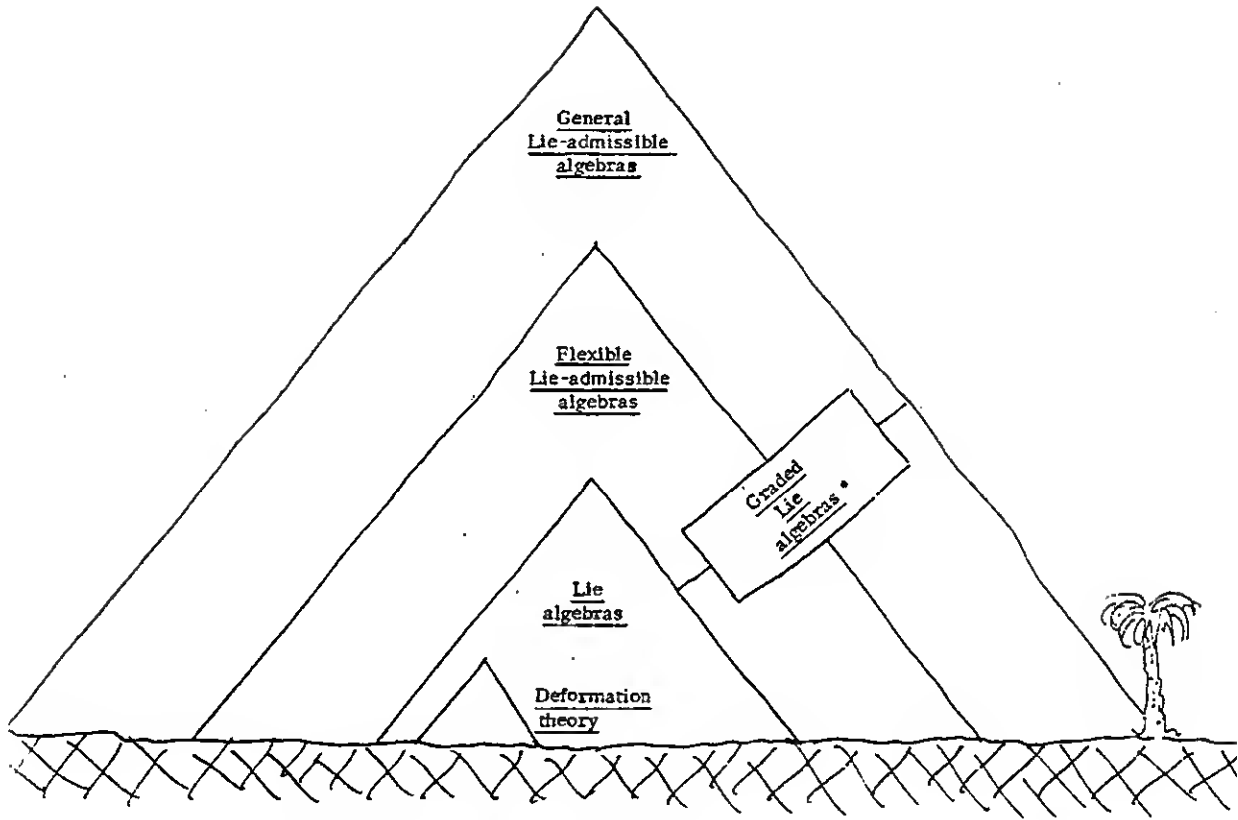 General
Lie-admissible
algebras
Flexible
Lie-admissible
algebras
Graded
Lie
algebras *
Lie
algebras
Deformation
theory